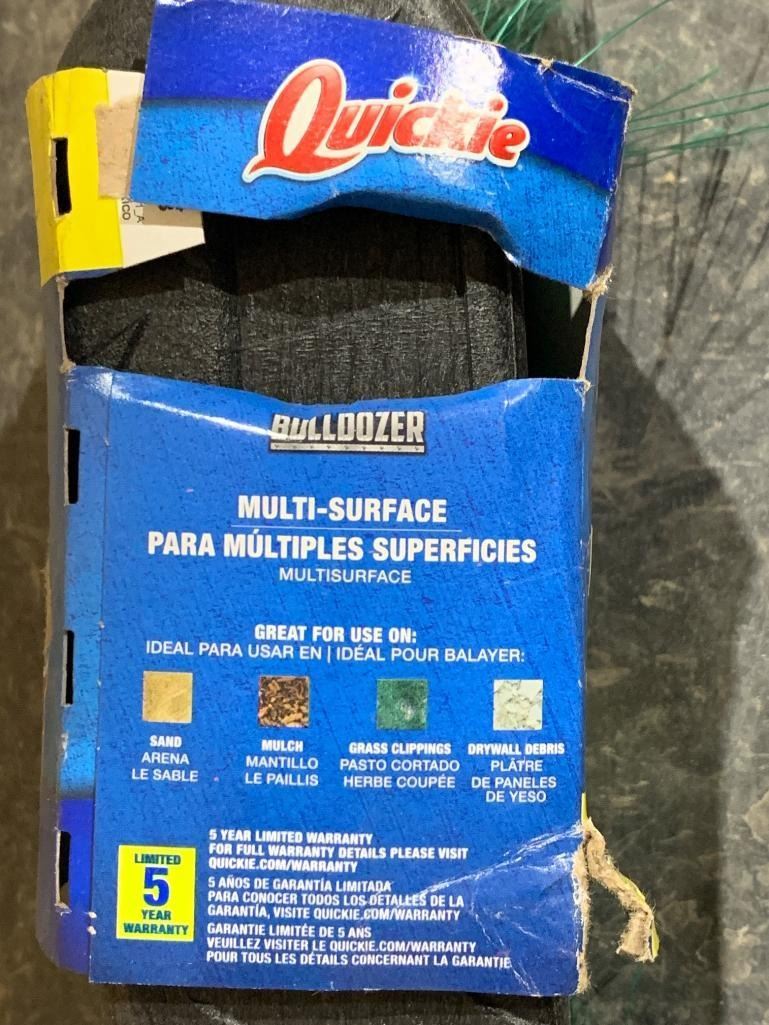 Quickie
BULLDOZER
MULTI-SURFACE
PARA MÚLTIPLES SUPERFICIES
MULTISURFACE
GREAT FOR USE ON:
IDEAL PARA USAR EN | IDÉAL POUR BALAYER:
SAND
ARENA
LE SABLE
MULCH
MANTILLO
LE PAILLIS
GRASS CLIPPINGS
PASTO CORTADO
HERBE COUPÉE
DRYWALL DEBRIS
PLÂTRE
DE PANELES
DE YESO
LIMITED
5
YEAR
WARRANTY
5 YEAR LIMITED WARRANTY
FOR FULL WARRANTY DETAILS PLEASE VISIT
QUICKIE.COM/WARRANTY
5 AÑOS DE GARANTÍA LIMITADA
PARA CONOCER TODOS LOS DETALLES DE LA
GARANTÍA, VISITE QUICKIE.COM/WARRANTY
GARANTIE LIMITÉE DE 5 ANS
VEUILLEZ VISITER LE QUICKIE.COM/WARRANTY
POUR TOUS LES DÉTAILS CONCERNANT LA GARANTIE